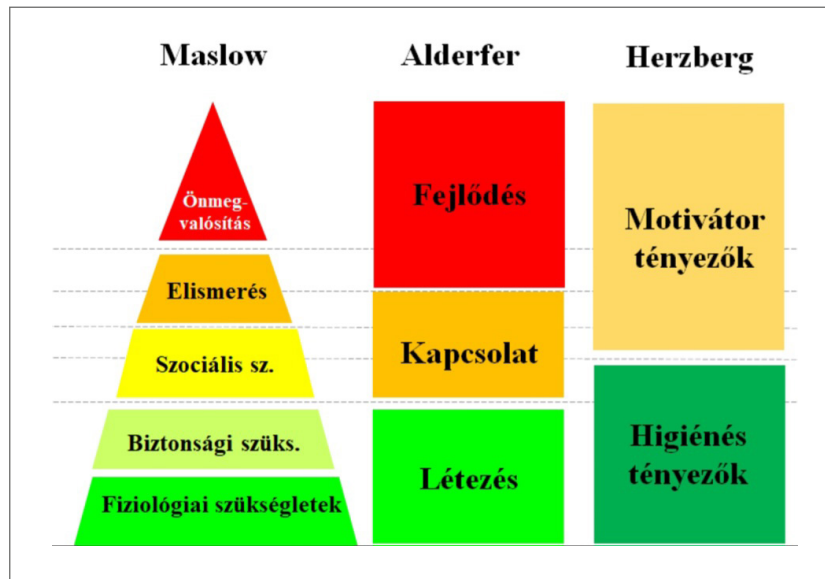 Maslow
Önmeg-
valósítás
Elismerés
Szociális sz.
Biztonsági szüks.
Fiziológiai szükségletek
Alderfer
Fejlődés
Kapcsolat
Létezés
Herzberg
Motivátor
tényezők
Higiénés
tényezők